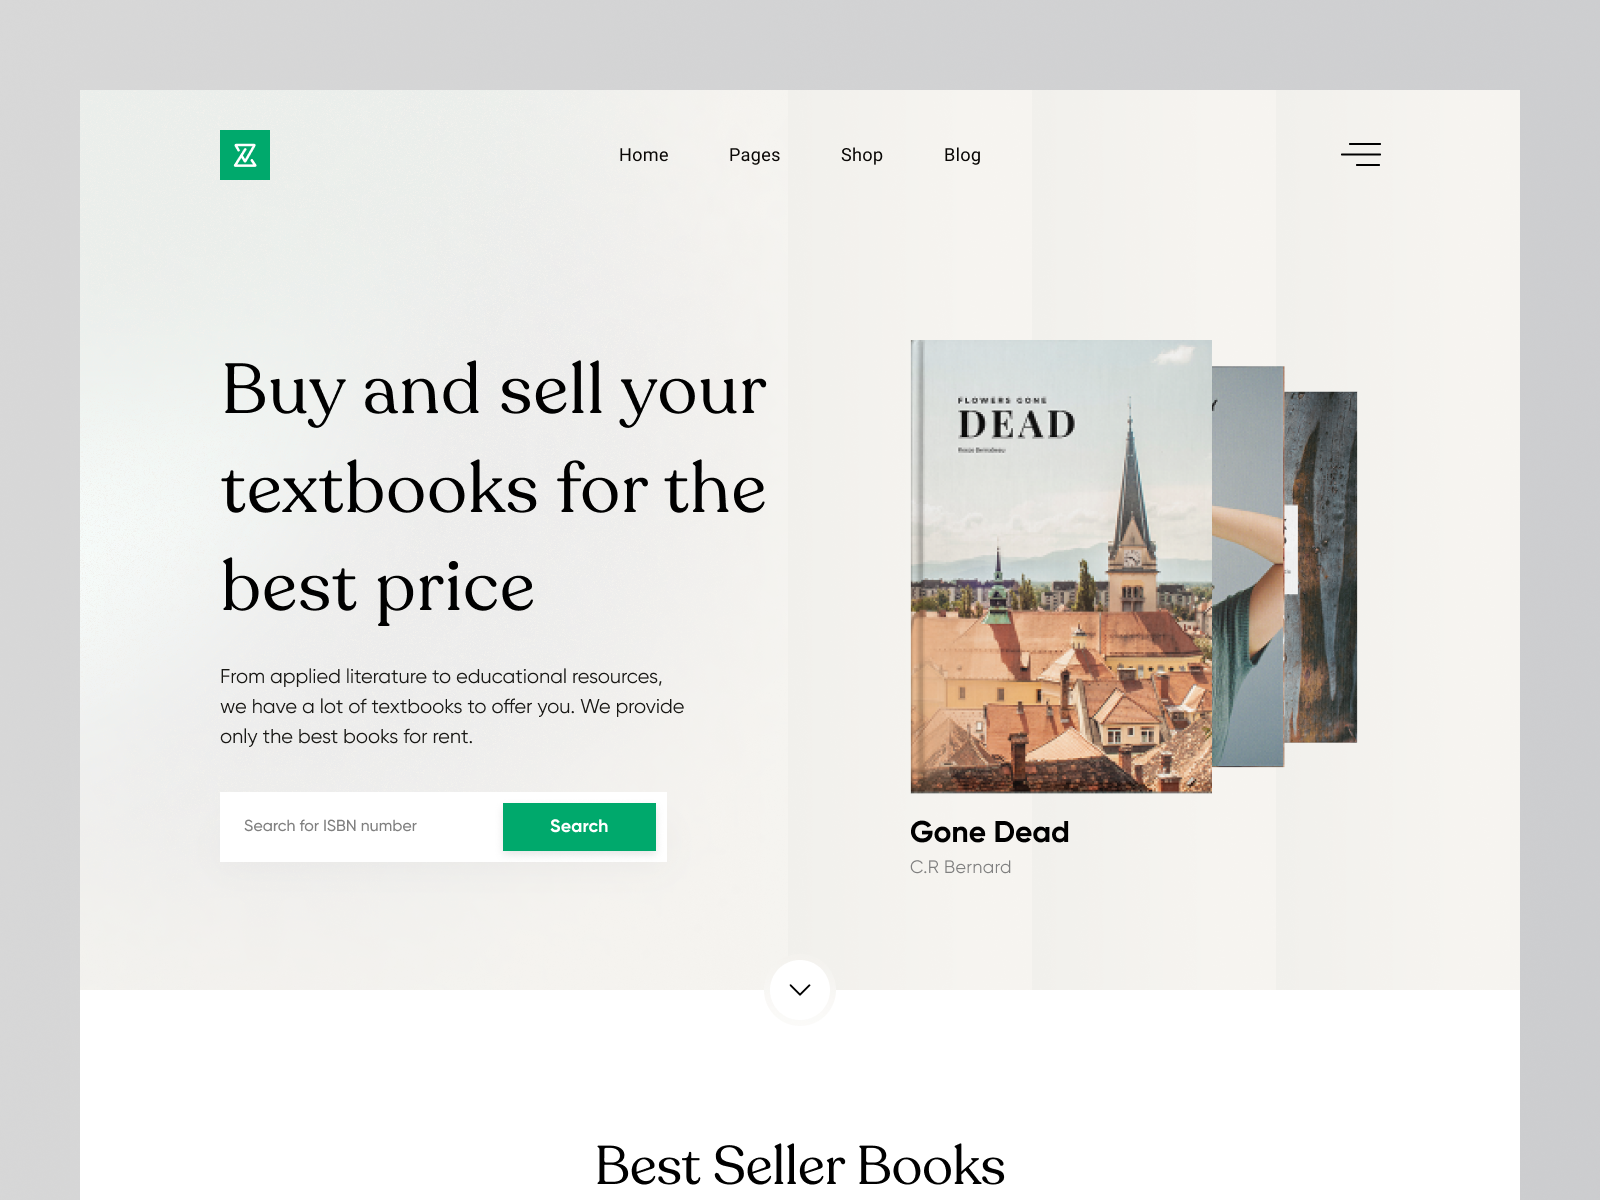 Home
Pages
Shop
Blog
Buy and sell your
textbooks for the
best price
From applied literature to educational resources,
we have a lot of textbooks to offer you. We provide
only the best books for rent.
Search for ISBN number
Search
FLOWERS GONE
DEAD
Gone Dead
C.R Bernard
Best Seller Books